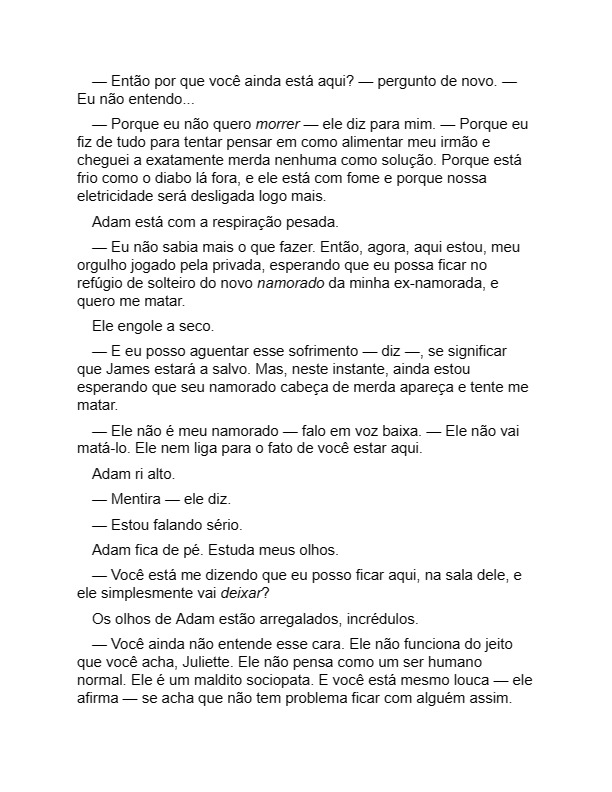 — Então por que você ainda está aqui? — pergunto de novo. —
Eu não entendo...
— Porque eu não quero morrer — ele diz para mim. — Porque eu
fiz de tudo para tentar pensar em como alimentar meu irmão e
cheguei a exatamente merda nenhuma como solução. Porque está
frio como o diabo lá fora, e ele está com fome e porque nossa
eletricidade será desligada logo mais.
Adam está com a respiração pesada.
— Eu não sabia mais o que fazer. Então, agora, aqui estou, meu
orgulho jogado pela privada, esperando que eu possa ficar no
refúgio de solteiro do novo namorado da minha ex-namorada, e
quero me matar.
Ele engole a seco.
— E eu posso aguentar esse sofrimento — diz —, se significar
que James estará a salvo. Mas, neste instante, ainda estou
esperando que seu namorado cabeça de merda apareça e tente me
matar.
— Ele não é meu namorado — falo em voz baixa. — Ele não vai
matá-lo. Ele nem liga para o fato de você estar aqui.
Adam ri alto.
— Mentira — ele diz.
— Estou falando sério.
Adam fica de pé. Estuda meus olhos.
— Você está me dizendo que eu posso ficar aqui, na sala dele, e
ele simplesmente vai deixar?
Os olhos de Adam estão arregalados, incrédulos.
— Você ainda não entende esse cara. Ele não funciona do jeito
que você acha, Juliette. Ele não pensa como um ser humano
normal. Ele é um maldito sociopata. E você está mesmo louca — ele
afirma — se acha que não tem problema ficar com alguém assim.